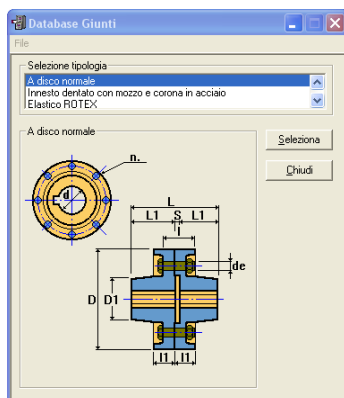 Database Giunti
File
Selezione tipologia
A disco normale
Innesto dentato con mozzo e corona in acciaio
Elastico ROTEX
A disco normale
Seleziona
Chiudi
n.
d
L
L1 S L1
l
de
D D1
l1 l1